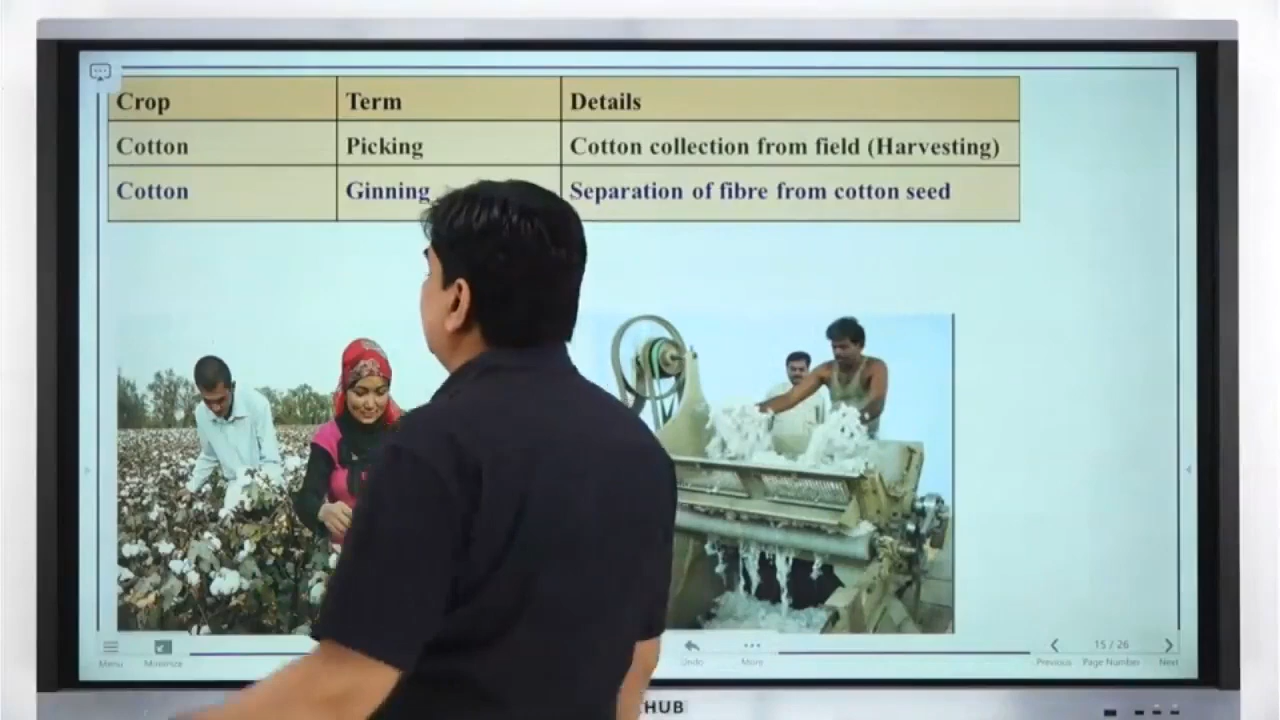 Crop Term Details
Cotton Picking Cotton collection from field (Harvesting)
Cotton Ginning Separation of fibre from cotton seed
Menu Minimize Undo More 15 / 26
Previous Page Number Next
HUB